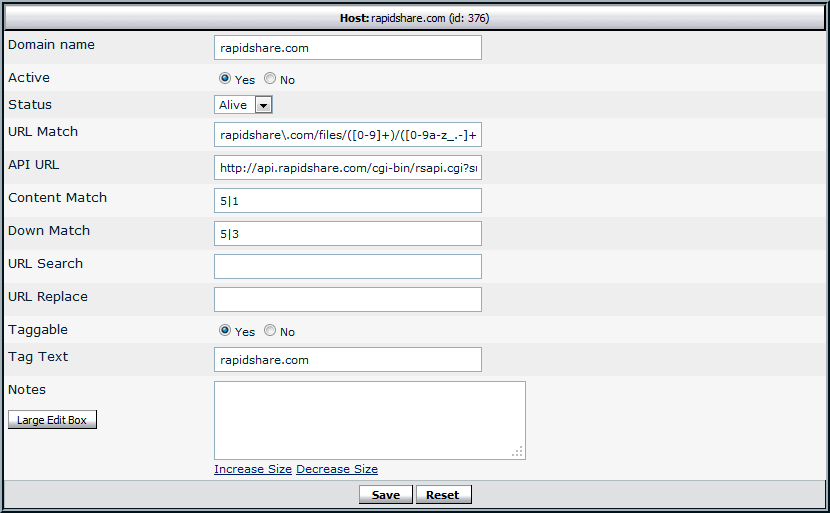 Host: rapidshare.com (id: 376)
Domain name rapidshare.com
Active Yes No
Status Alive
URL Match rapidshare\.com/files/([0-9]+)/([0-9a-z_.-]+
API URL http://api.rapidshare.com/cgi-bin/rsapi.cgi?su
Content Match 5|1
Down Match 5|3
URL Search
URL Replace
Taggable Yes No
Tag Text rapidshare.com
Notes
Large Edit Box
Increase Size Decrease Size
Save Reset